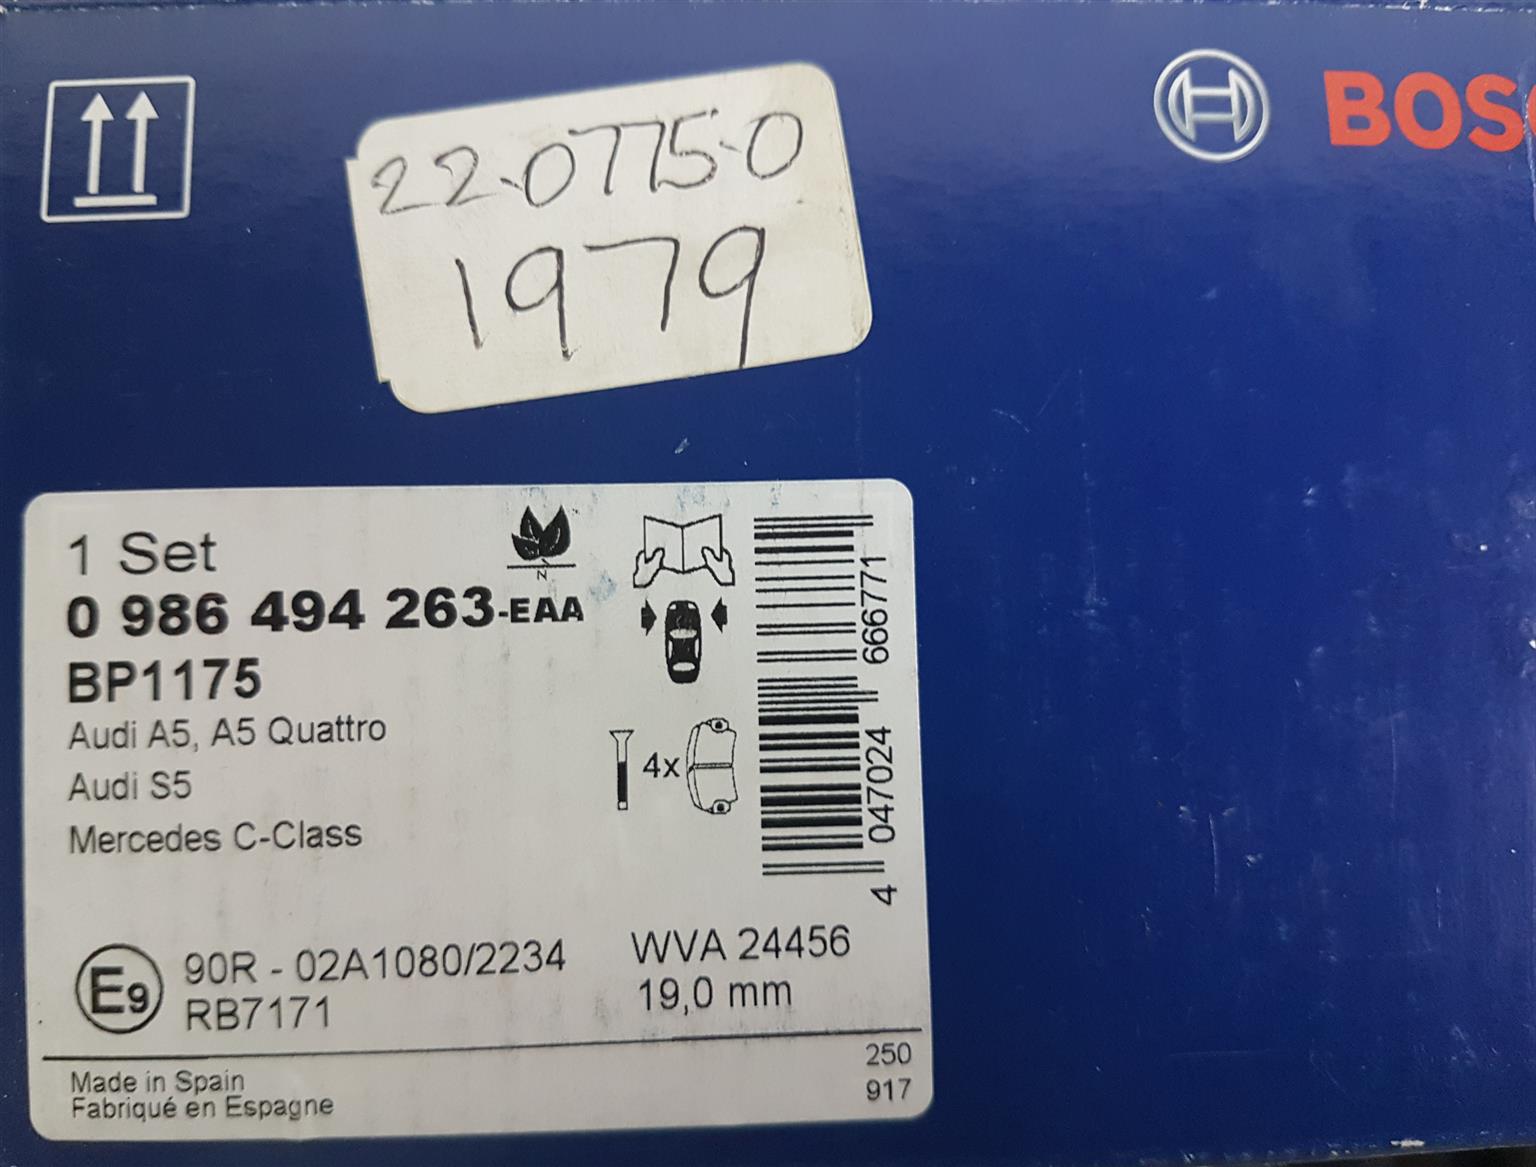 BOSC
22-0775-0
1979
1 Set
0 986 494 263-EAA
BP1175
Audi A5, A5 Quattro
Audi S5
Mercedes C-Class
N
4x
4 047024 666771
E9
90R - 02A1080/2234
RB7171
WVA 24456
19,0 mm
Made in Spain
Fabriqué en Espagne
250
917